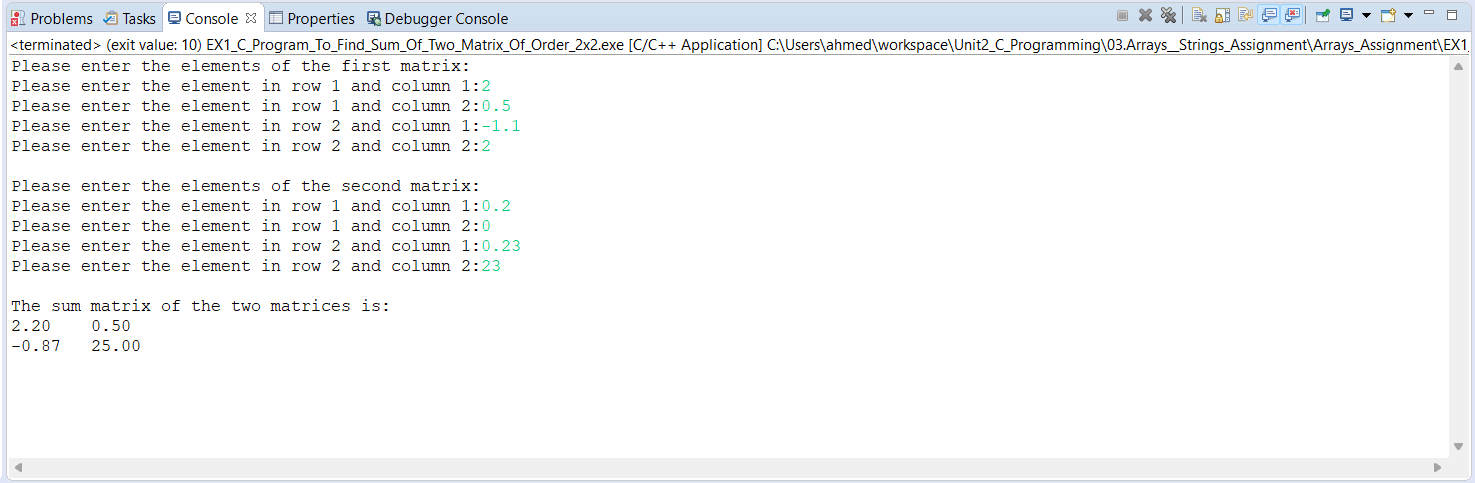 Problems Tasks Console Properties Debugger Console
<terminated> (exit value: 10) EX1_C_Program_To_Find_Sum_Of_Two_Matrix_Of_Order_2x2.exe [C/C++ Application] C:\Users\ahmed\workspace\Unit2_C_Programming\03.Arrays__Strings_Assignment\Arrays_Assignment\EX1_
Please enter the elements of the first matrix:
Please enter the element in row 1 and column 1:2
Please enter the element in row 1 and column 2:0.5
Please enter the element in row 2 and column 1:-1.1
Please enter the element in row 2 and column 2:2
Please enter the elements of the second matrix:
Please enter the element in row 1 and column 1:0.2
Please enter the element in row 1 and column 2:0
Please enter the element in row 2 and column 1:0.23
Please enter the element in row 2 and column 2:23
The sum matrix of the two matrices is:
2.20 0.50
-0.87 25.00